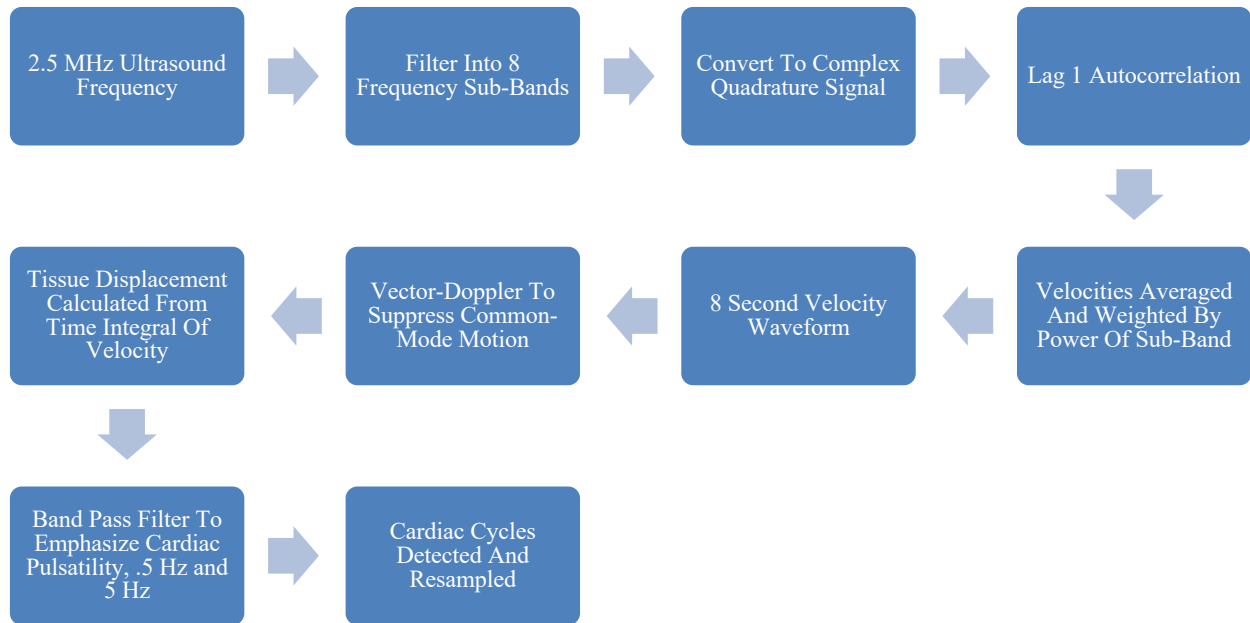 2.5 MHz Ultrasound
Frequency
Filter Into 8
Frequency Sub-Bands
Convert To Complex
Quadrature Signal
Lag 1 Autocorrelation
Velocities Averaged
And Weighted By
Power Of Sub-Band
8 Second Velocity
Waveform
Vector-Doppler To
Suppress Common-
Mode Motion
Tissue Displacement
Calculated From
Time Integral Of
Velocity
Band Pass Filter To
Emphasize Cardiac
Pulsatility, .5 Hz and
5 Hz
Cardiac Cycles
Detected And
Resampled